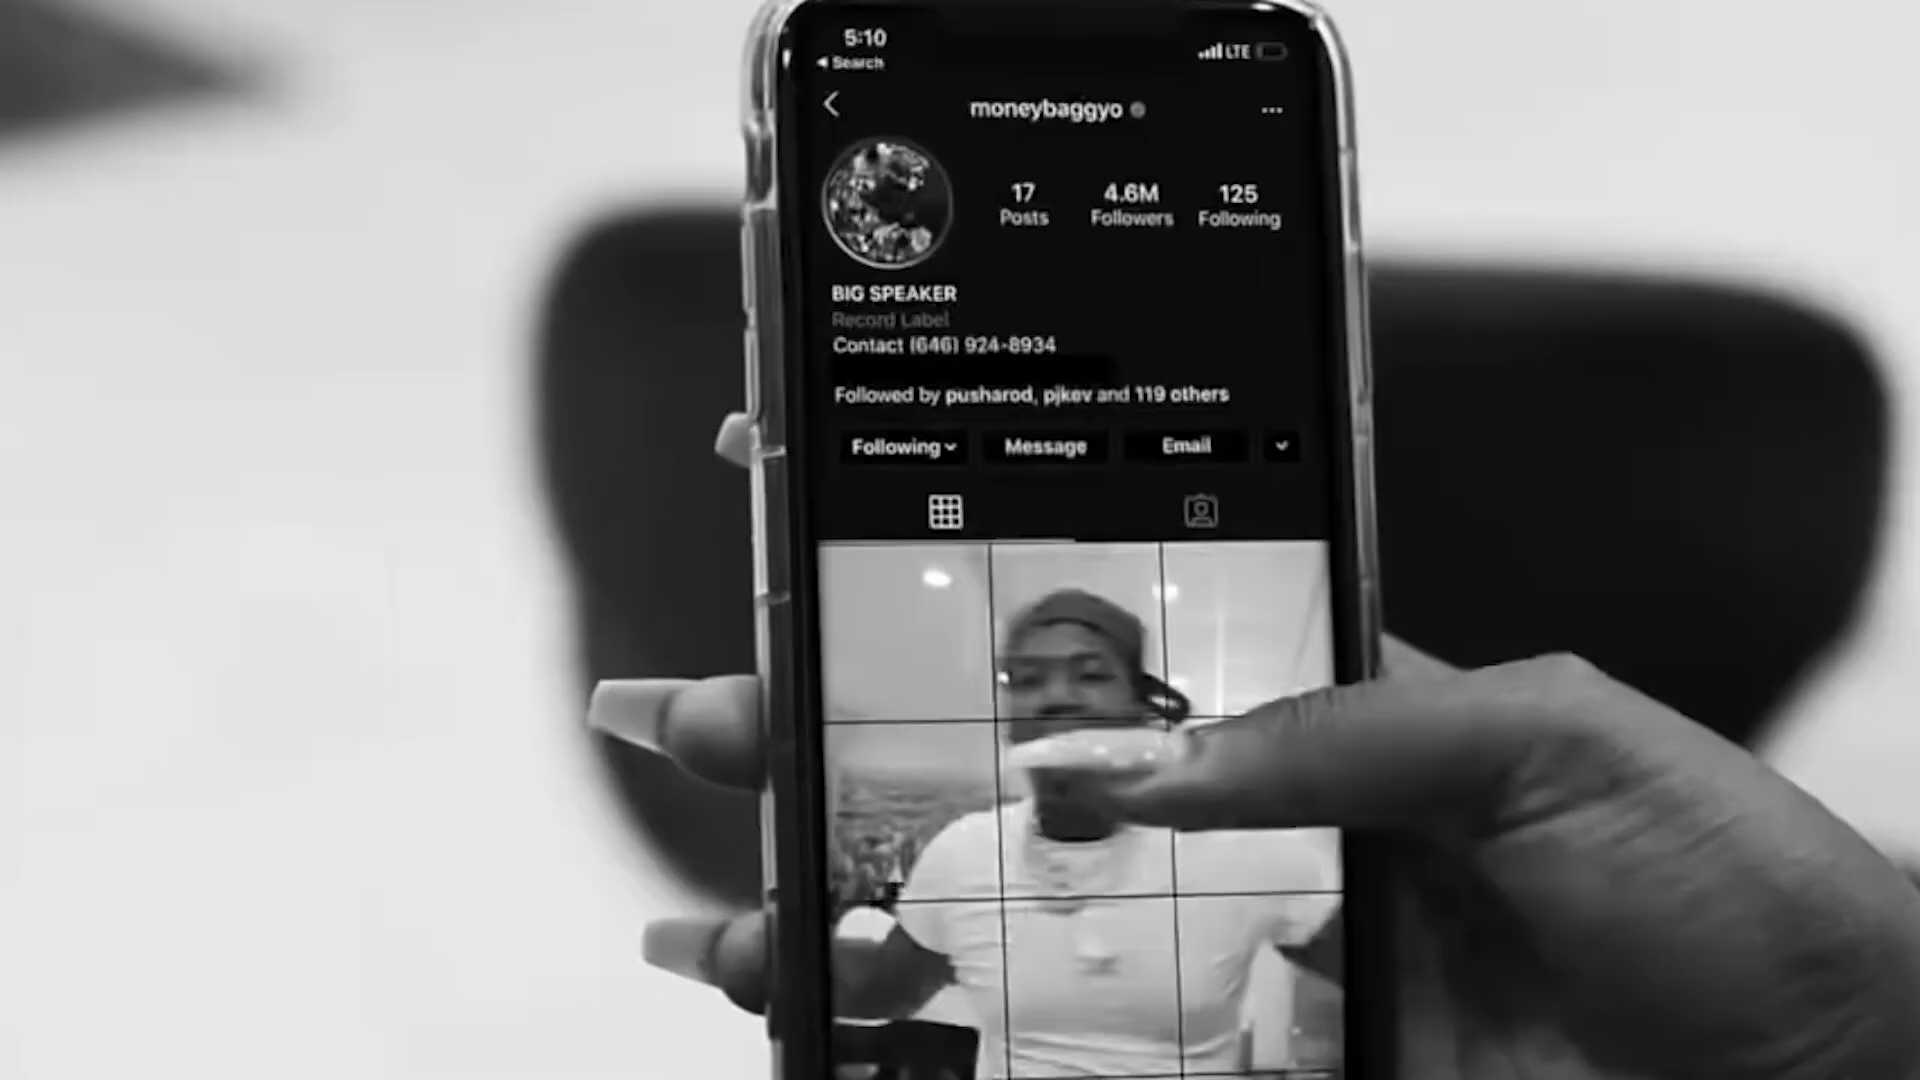 5:10
LTE
Search
moneybaggyo
17 4.6M 125
Posts Followers Following
BIG SPEAKER
Record Label
Contact (646) 924-8934
Followed by pusharod, pjkev and 119 others
Following Message Email